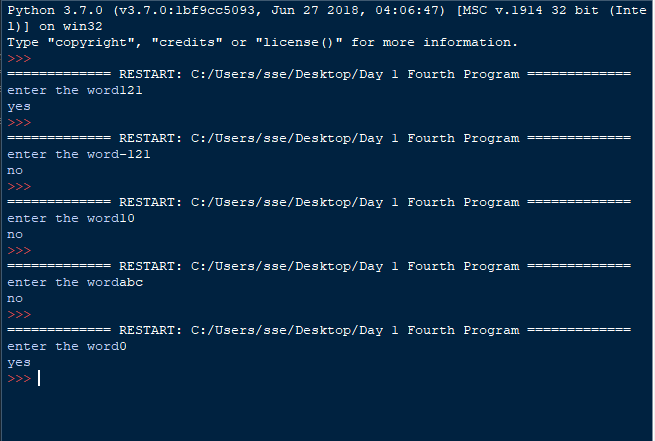 Python 3.7.0 (v3.7.0:1bf9cc5093, Jun 27 2018, 04:06:47) [MSC v.1914 32 bit (Inte
l)] on win32
Type "copyright", "credits" or "license()" for more information.
>>>
============= RESTART: C:/Users/sse/Desktop/Day 1 Fourth Program =============
enter the word121
yes
>>>
============= RESTART: C:/Users/sse/Desktop/Day 1 Fourth Program =============
enter the word-121
no
>>>
============= RESTART: C:/Users/sse/Desktop/Day 1 Fourth Program =============
enter the word10
no
>>>
============= RESTART: C:/Users/sse/Desktop/Day 1 Fourth Program =============
enter the wordabc
no
>>>
============= RESTART: C:/Users/sse/Desktop/Day 1 Fourth Program =============
enter the word0
yes
>>>